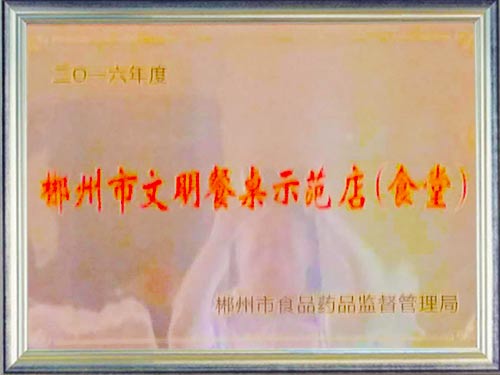 二〇一六年度
郴州市文明餐桌示范店(食堂)
郴州市食品药品监督管理局